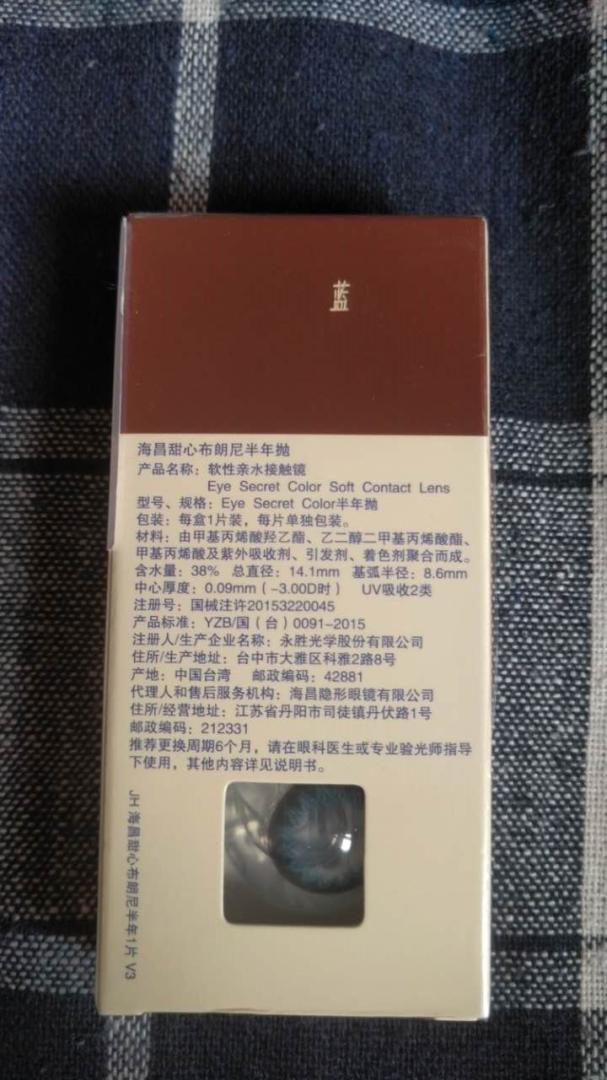 蓝
海昌甜心布朗尼半年抛
产品名称：软性亲水接触镜
Eye Secret Color Soft Contact Lens
型号、规格：Eye Secret Color半年抛
包装：每盒1片装，每片单独包装。
材料：由甲基丙烯酸羟乙酯、乙二醇二甲基丙烯酸酯、
甲基丙烯酸及紫外吸收剂、引发剂、着色剂聚合而成。
含水量：38% 总直径：14.1mm 基弧半径：8.6mm
中心厚度：0.09mm（-3.00D时） UV吸收2类
注册号：国械注许20153220045
产品标准：YZB/国（台）0091-2015
注册人/生产企业名称：永胜光学股份有限公司
住所/生产地址：台中市大雅区科雅2路8号
产地：中国台湾 邮政编码：42881
代理人和售后服务机构：海昌隐形眼镜有限公司
住所/经营地址：江苏省丹阳市司徒镇丹伏路1号
邮政编码：212331
推荐更换周期6个月，请在眼科医生或专业验光师指导
下使用，其他内容详见说明书。
JH 海昌甜心布朗尼半年1片 V3